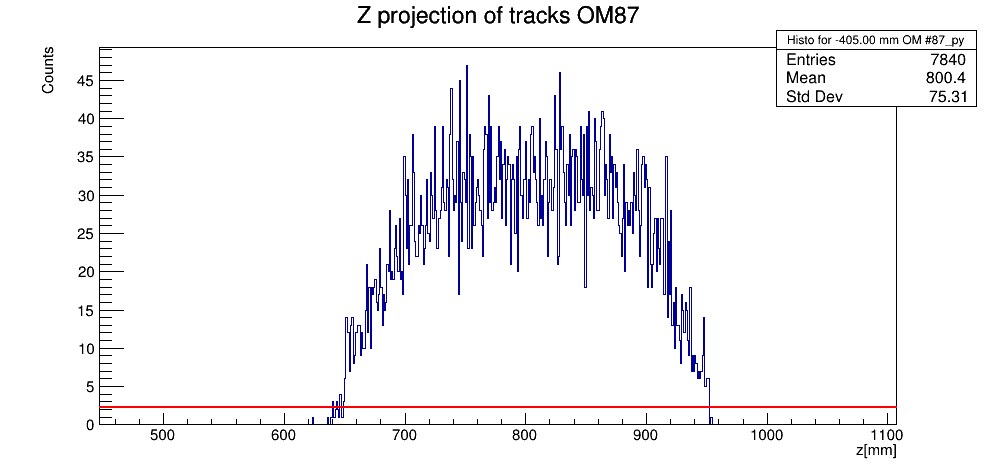 Z projection of tracks OM87
Histo for -405.00 mm OM #87_py
Entries 7840
Mean 800.4
Std Dev 75.31
Counts
45
40
35
30
25
20
15
10
5
0
500 600 700 800 900 1000 1100
z[mm]